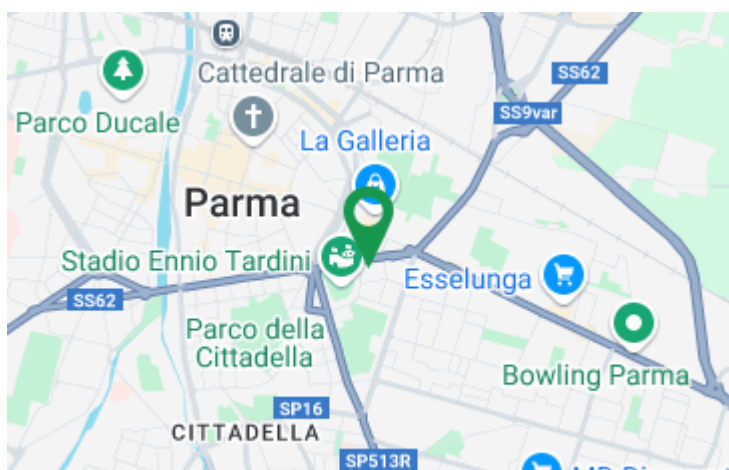 SS62
Cattedrale di Parma
SS9var
Parco Ducale
La Galleria
Parma
Stadio Ennio Tardini
Esselunga
SS62
Parco della
Cittadella
Bowling Parma
SP16
CITTADELLA
SP513R